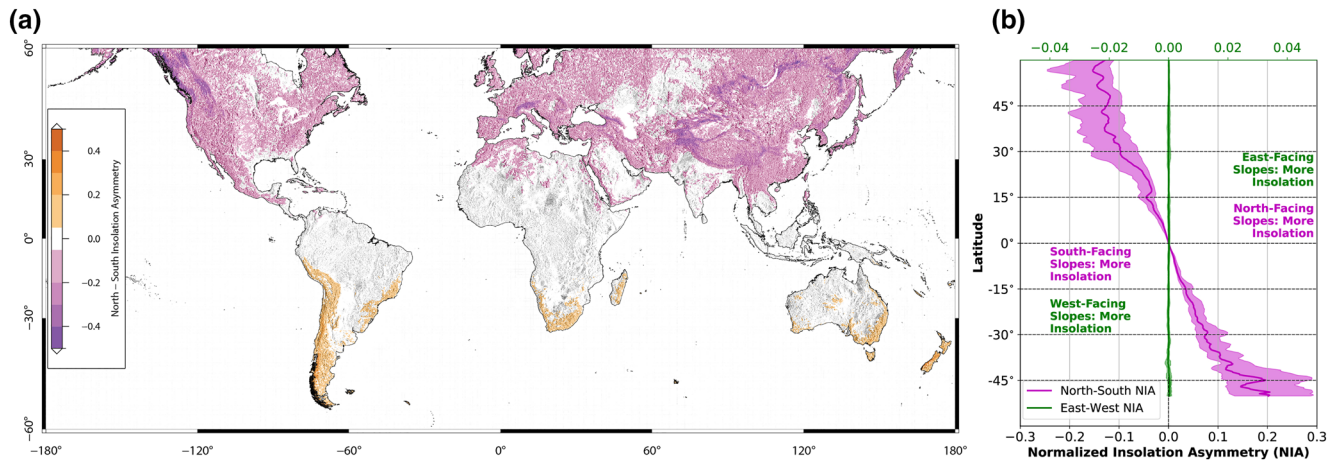 (a)
60°
30°
0°
−30°
−60°
−180°
−120°
−60°
0°
60°
120°
180°
0.4
0.2
0.0
−0.2
−0.4
North − South Insolation Asymmetry
(b)
−0.04
−0.02
0.00
0.02
0.04
45°
30°
15°
0°
−15°
−30°
−45°
Latitude
East-Facing
Slopes: More
Insolation
North-Facing
Slopes: More
Insolation
South-Facing
Slopes: More
Insolation
West-Facing
Slopes: More
Insolation
North-South NIA
East-West NIA
−0.3
−0.2
−0.1
0.0
0.1
0.2
0.3
Normalized Insolation Asymmetry (NIA)